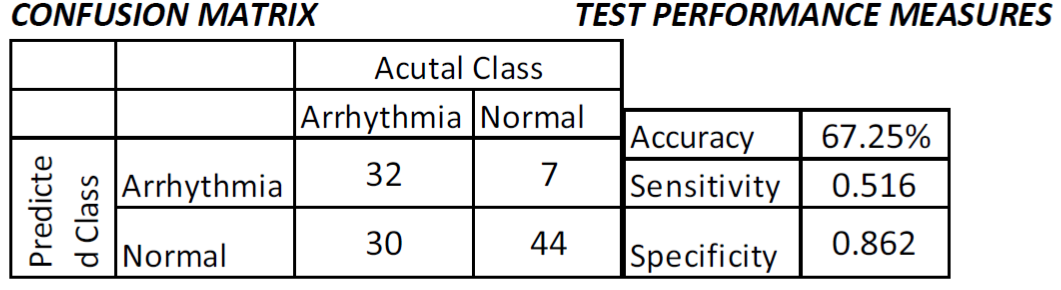 CONFUSION MATRIX TEST PERFORMANCE MEASURES
Acutal Class
Arrhythmia Normal
Accuracy 67.25%
Predicte
d Class
Arrhythmia 32 7 Sensitivity 0.516
Normal 30 44 Specificity 0.862